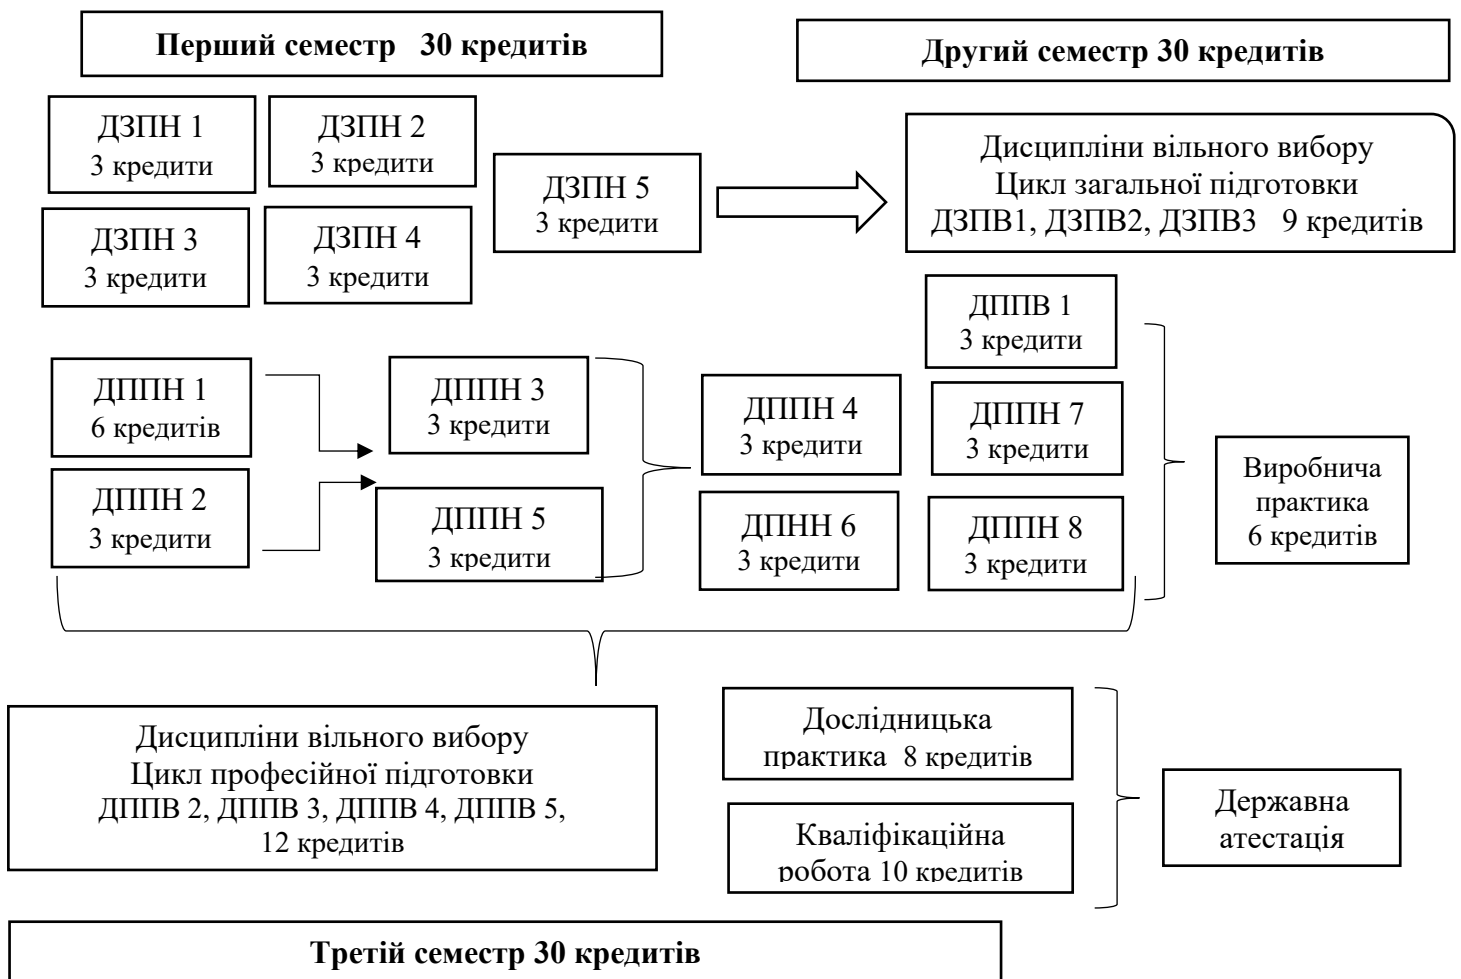 Перший семестр 30 кредитів
Другий семестр 30 кредитів
ДЗПН 1
3 кредити
ДЗПН 2
3 кредити
ДЗПН 3
3 кредити
ДЗПН 4
3 кредити
ДЗПН 5
3 кредити
Дисципліни вільного вибору
Цикл загальної підготовки
ДЗПВ1, ДЗПВ2, ДЗПВ3 9 кредитів
ДППН 1
6 кредитів
ДППН 2
3 кредити
ДППН 3
3 кредити
ДППН 5
3 кредити
ДППН 4
3 кредити
ДПНН 6
3 кредити
ДППВ 1
3 кредити
ДППН 7
3 кредити
ДППН 8
3 кредити
Виробнича
практика
6 кредитів
Дисципліни вільного вибору
Цикл професійної підготовки
ДППВ 2, ДППВ 3, ДППВ 4, ДППВ 5,
12 кредитів
Дослідницька
практика 8 кредитів
Кваліфікаційна
робота 10 кредитів
Державна
атестація
Третій семестр 30 кредитів